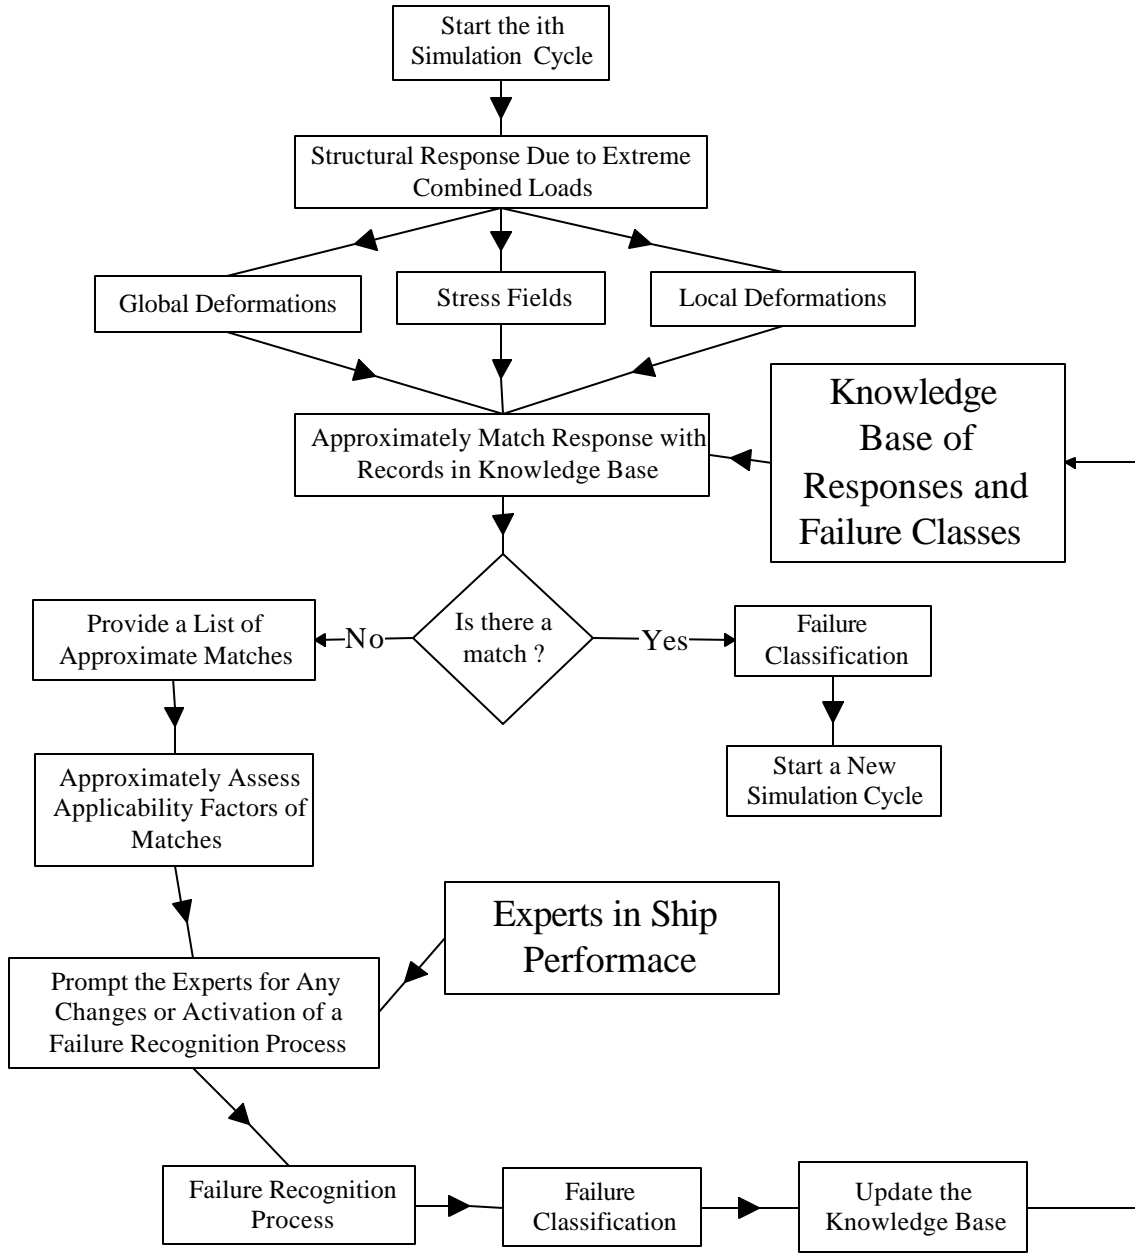 Start the ith
Simulation Cycle
Structural Response Due to Extreme
Combined Loads
Global Deformations
Stress Fields
Local Deformations
Knowledge
Base of
Responses and
Failure Classes
Approximately Match Response with
Records in Knowledge Base
Is there a
match ?
No
Yes
Provide a List of
Approximate Matches
Failure
Classification
Start a New
Simulation Cycle
Approximately Assess
Applicability Factors of
Matches
Experts in Ship
Performace
Prompt the Experts for Any
Changes or Activation of a
Failure Recognition Process
Failure Recognition
Process
Failure
Classification
Update the
Knowledge Base